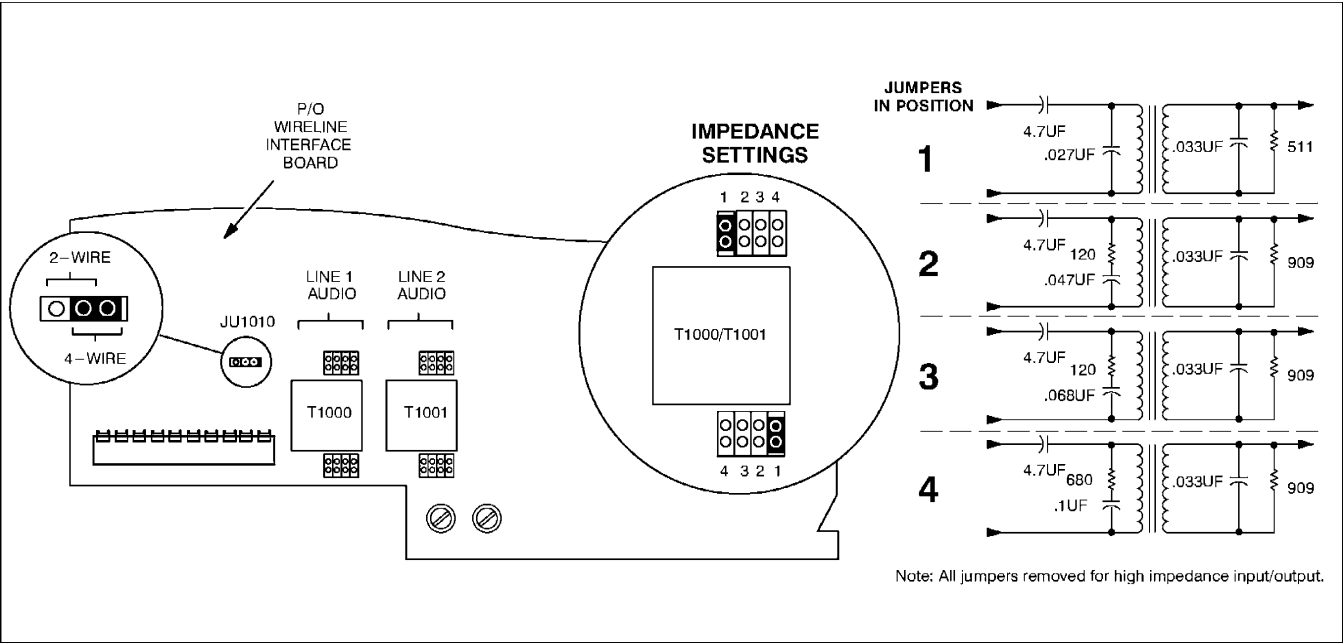 P/O
WIRELINE
INTERFACE
BOARD
2-WIRE
4-WIRE
JU1010
LINE 1
AUDIO
LINE 2
AUDIO
T1000
T1001
IMPEDANCE
SETTINGS
1 2 3 4
T1000/T1001
4 3 2 1
JUMPERS
IN POSITION
1
4.7UF
.027UF
.033UF
511
2
4.7UF
120
.047UF
.033UF
909
3
4.7UF
120
.068UF
.033UF
909
4
4.7UF
680
.1UF
.033UF
909
Note: All jumpers removed for high impedance input/output.